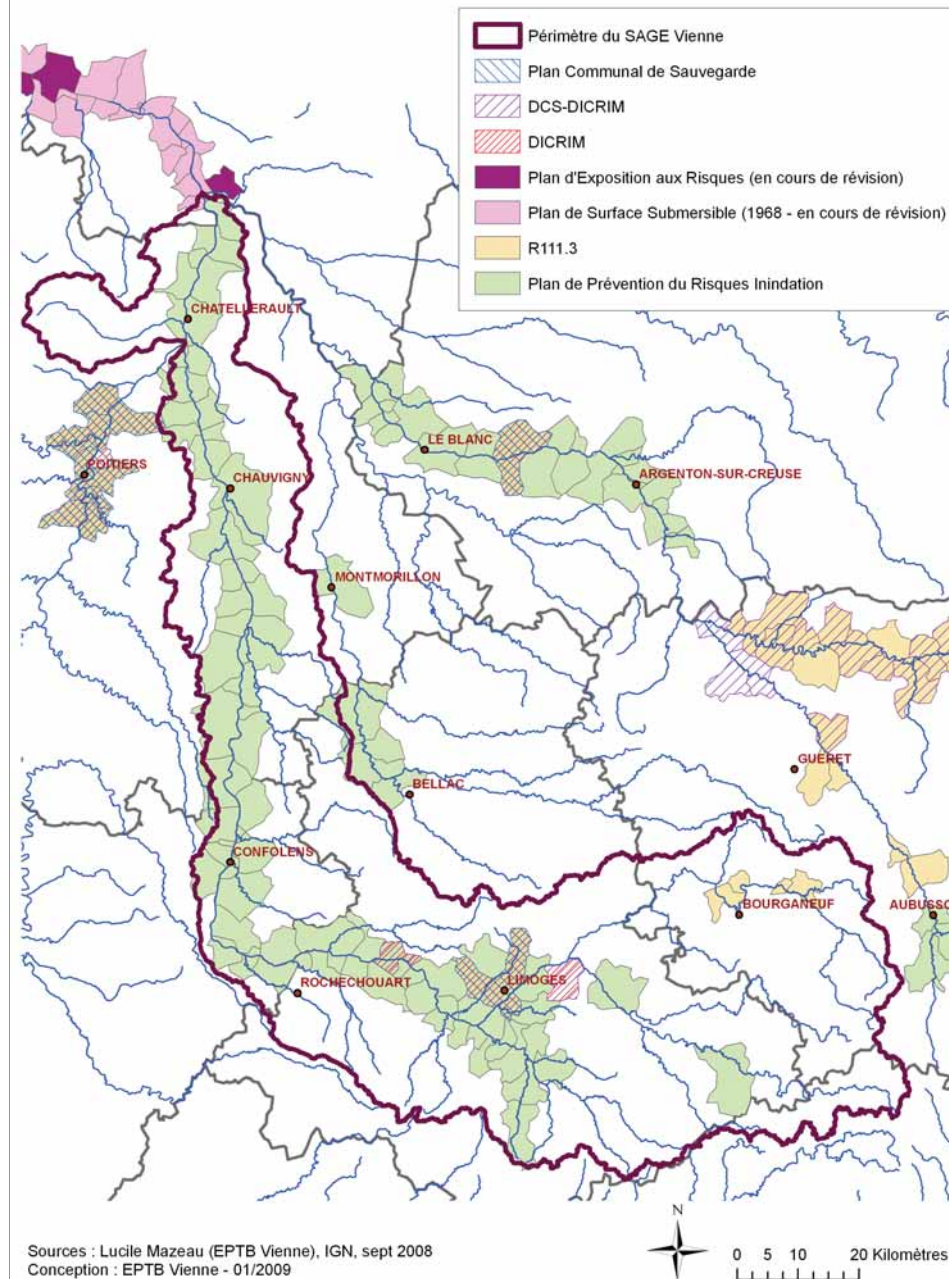 Périmètre du SAGE Vienne
Plan Communal de Sauvegarde
DCS-DICRIM
DICRIM
Plan d'Exposition aux Risques (en cours de révision)
Plan de Surface Submersible (1968 - en cours de révision)
R111.3
Plan de Prévention du Risques Inindation
CHATELLERAULT
LE BLANC
POITIERS
ARGENTON-SUR-CREUSE
CHAUVIGNY
MONTMORILLON
GUERET
BELLAC
CONFOLENS
BOURGANEUF
AUBUSSO
ROCHECHOUART
LIMOGES
N
Sources : Lucile Mazeau (EPTB Vienne), IGN, sept 2008
Conception : EPTB Vienne - 01/2009
0 5 10 20 Kilomètres